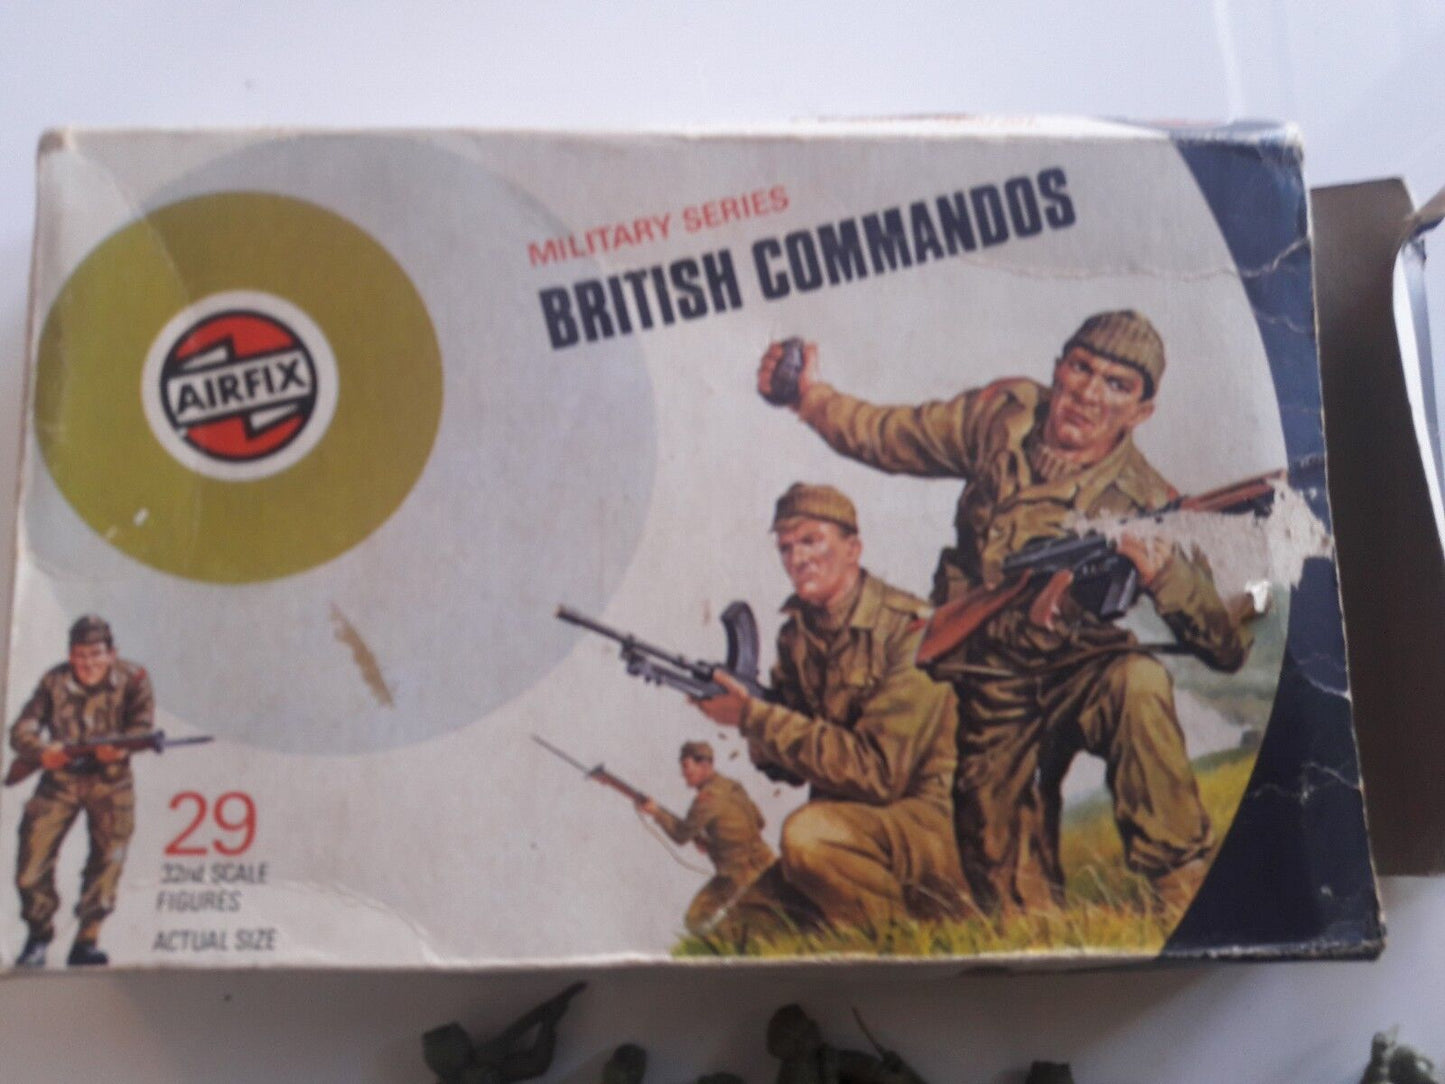 MILITARY SERIES
BRITISH COMMANDOS
AIRFIX
29
32nd SCALE
FIGURES
ACTUAL SIZE